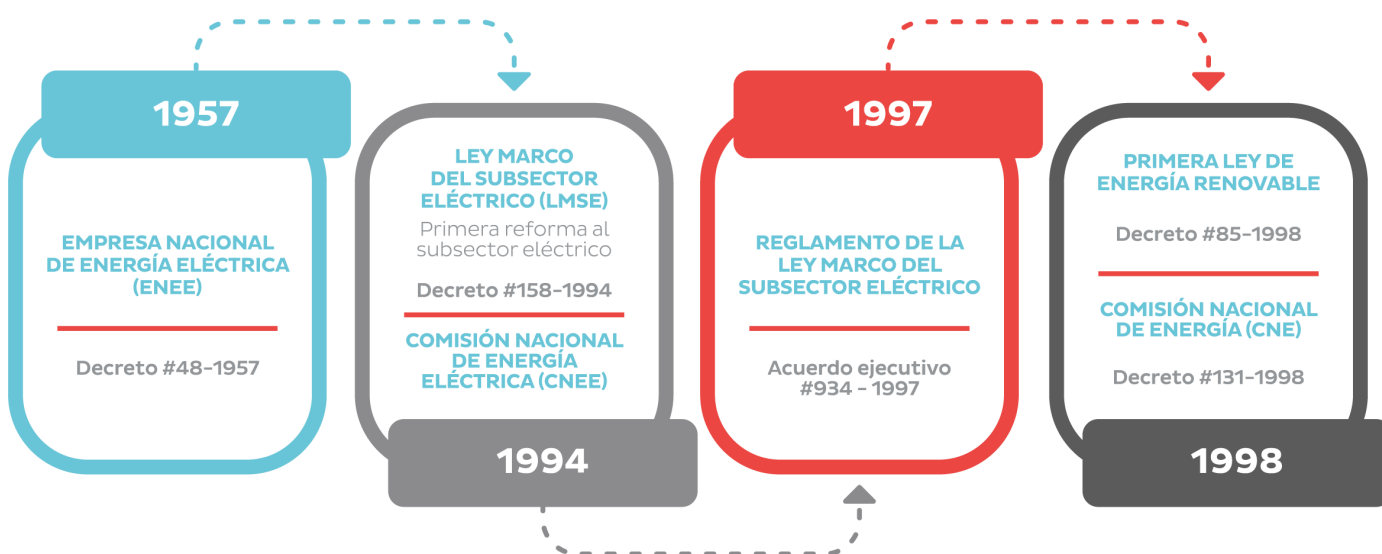 1957
EMPRESA NACIONAL
DE ENERGÍA ELÉCTRICA
(ENEE)
Decreto #48-1957
LEY MARCO
DEL SUBSECTOR
ELÉCTRICO (LMSE)
Primera reforma al
subsector eléctrico
Decreto #158-1994
COMISIÓN NACIONAL
DE ENERGÍA
ELÉCTRICA (CNEE)
1994
1997
REGLAMENTO DE LA
LEY MARCO DEL
SUBSECTOR ELÉCTRICO
Acuerdo ejecutivo
#934 - 1997
PRIMERA LEY DE
ENERGÍA RENOVABLE
Decreto #85-1998
COMISIÓN NACIONAL
DE ENERGÍA (CNE)
Decreto #131-1998
1998